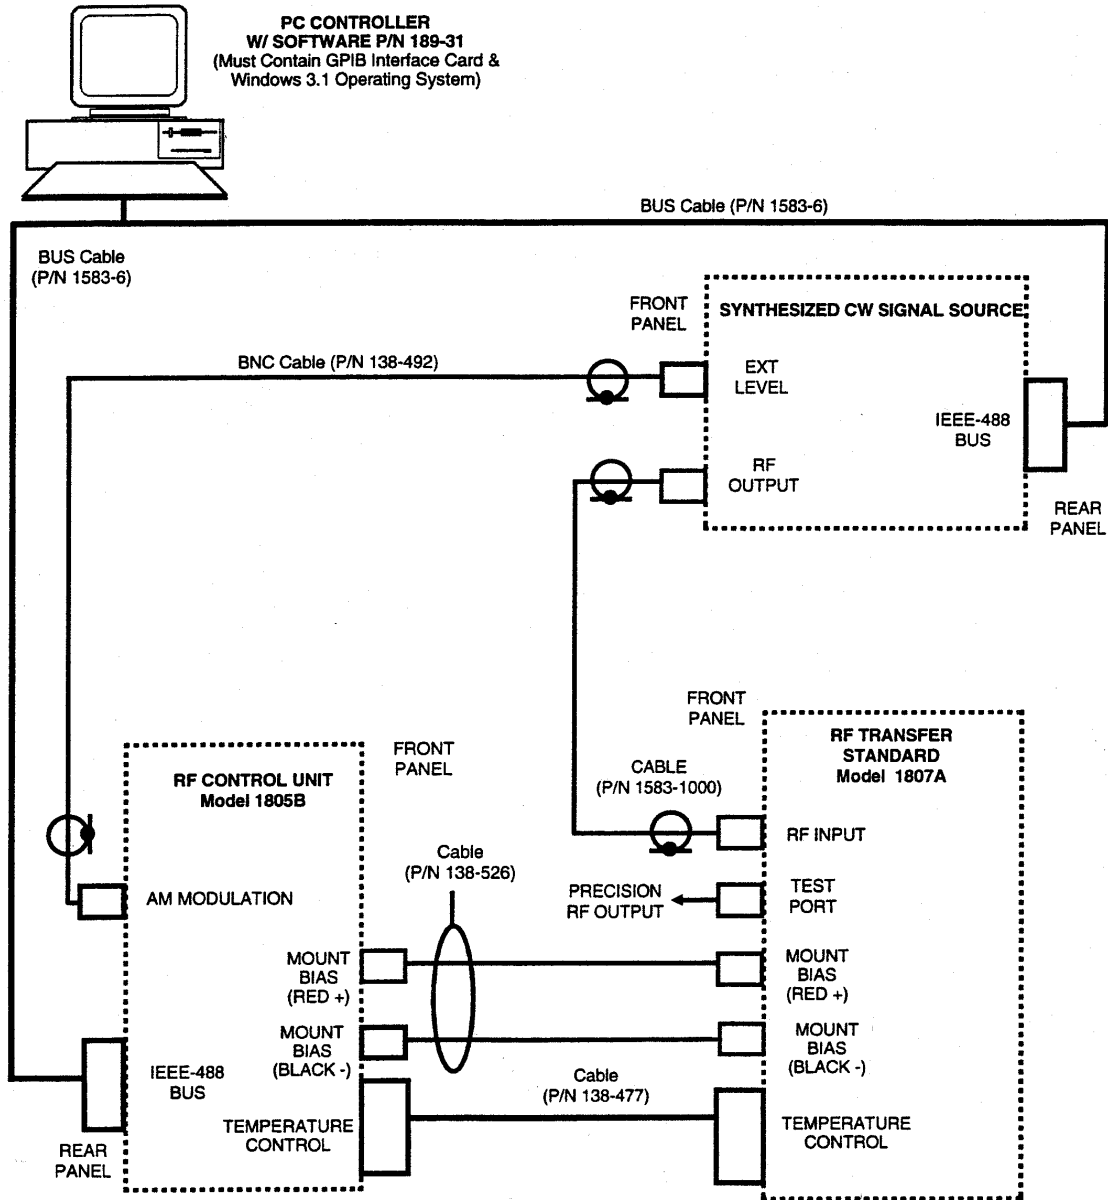 PC CONTROLLER
W/ SOFTWARE P/N 189-31
(Must Contain GPIB Interface Card &
Windows 3.1 Operating System)
BUS Cable (P/N 1583-6)
BUS Cable
(P/N 1583-6)
FRONT
PANEL
SYNTHESIZED CW SIGNAL SOURCE
BNC Cable (P/N 138-492)
EXT
LEVEL
IEEE-488
BUS
RF
OUTPUT
REAR
PANEL
FRONT
PANEL
RF TRANSFER
STANDARD
Model 1807A
FRONT
PANEL
RF CONTROL UNIT
Model 1805B
CABLE
(P/N 1583-1000)
RF INPUT
Cable
(P/N 138-526)
AM MODULATION
PRECISION
RF OUTPUT
TEST
PORT
MOUNT
BIAS
(RED +)
MOUNT
BIAS
(RED +)
MOUNT
BIAS
(BLACK -)
MOUNT
BIAS
(BLACK -)
IEEE-488
BUS
Cable
(P/N 138-477)
TEMPERATURE
CONTROL
TEMPERATURE
CONTROL
REAR
PANEL